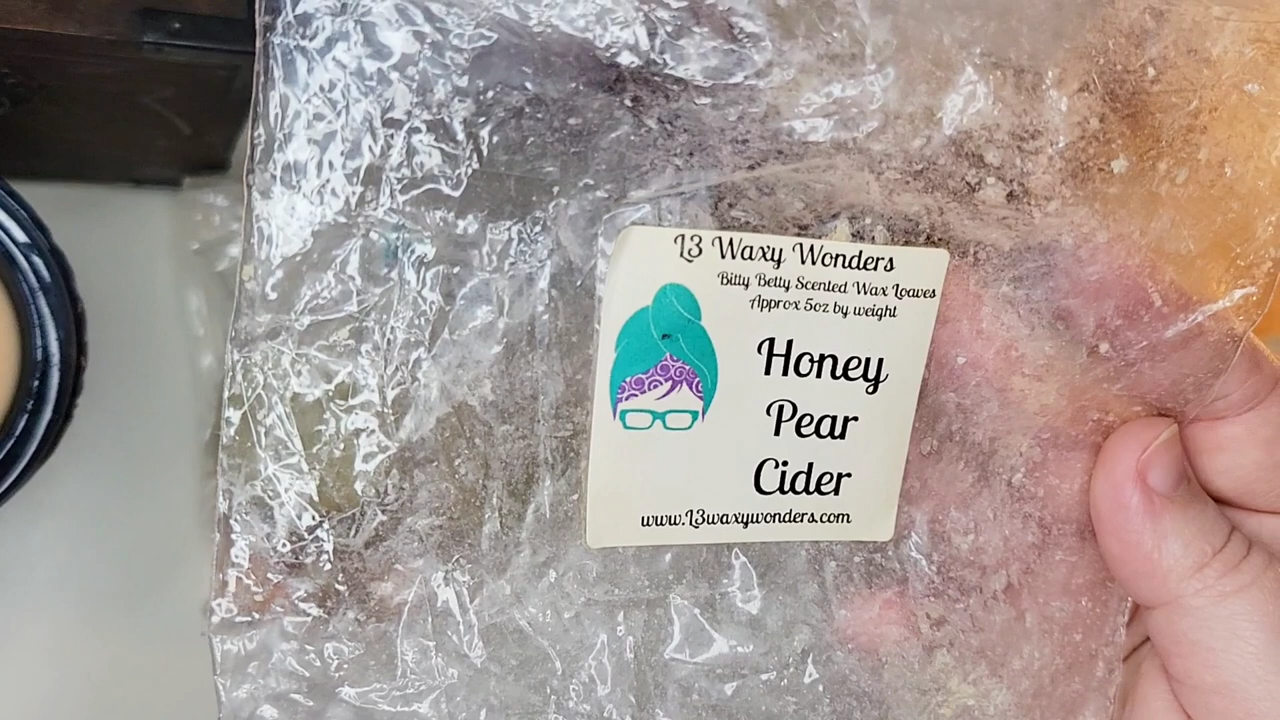 L3 Waxy Wonders
Bitty Betty Scented Wax Loaves
Approx 5oz by weight
Honey
Pear
Cider
www.L3waxywonders.com